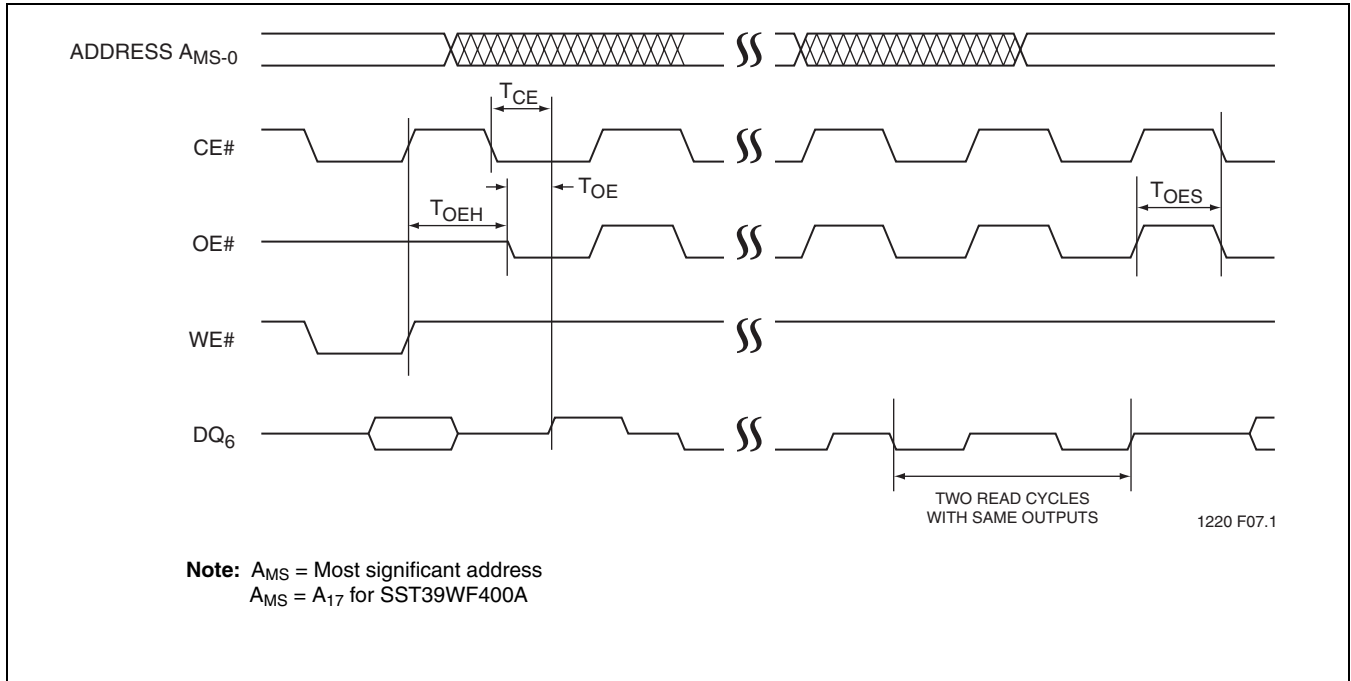 ADDRESS AMS-0
TCE
CE#
TOE
TOEH
TOES
OE#
WE#
DQ6
TWO READ CYCLES
WITH SAME OUTPUTS
1220 F07.1
Note: AMS = Most significant address
AMS = A17 for SST39WF400A